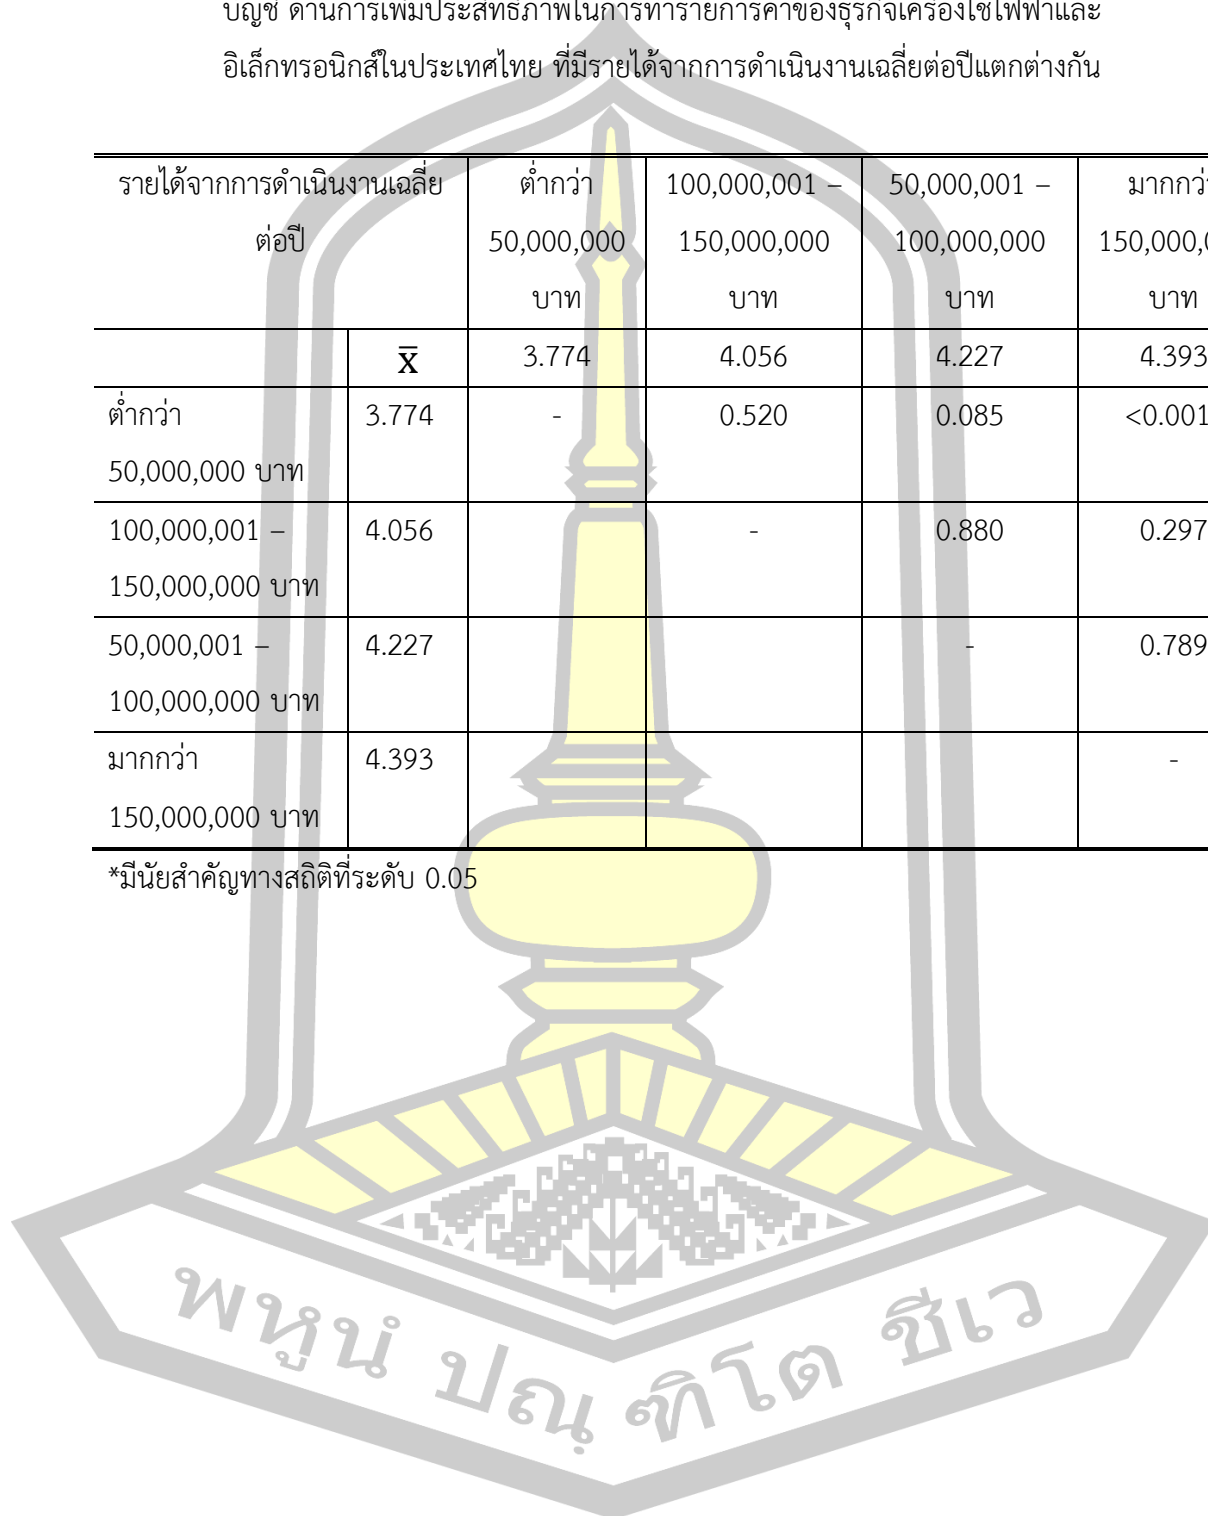 บัญชี ด้านการเพิ่มประสิทธิภาพในการทำรายการค้าของธุรกิจเครื่องใช้ไฟฟ้าและ
อิเล็กทรอนิกส์ในประเทศไทย ที่มีรายได้จากการดำเนินงานเฉลี่ยต่อปีแตกต่างกัน
รายได้จากการดำเนินงานเฉลี่ย ต่ำกว่า 100,000,001 – 50,000,001 – มากกว่า
ต่อปี 50,000,000 150,000,000 100,000,000
บาท บาท บาท บาท
x̅ 3.774 4.056 4.227 4.393
ต่ำกว่า 3.774 - 0.520 0.085 <0.001
50,000,000 บาท
100,000,001 – 4.056 - 0.880 0.297
150,000,000 บาท
50,000,001 – 4.227 - 0.789
100,000,000 บาท
มากกว่า 4.393 -
150,000,000 บาท
*มีนัยสำคัญทางสถิติที่ระดับ 0.05
พหูนํ ปณฺฑิโต ชีเว